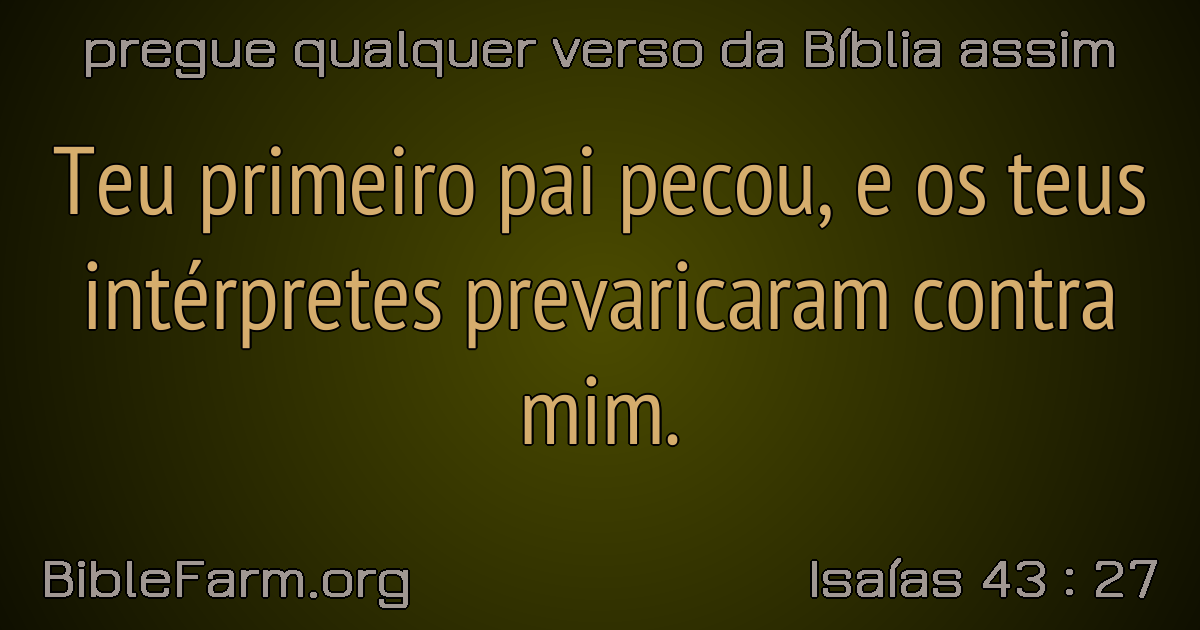 pregue qualquer verso da Bíblia assim
Teu primeiro pai pecou, e os teus
intérpretes prevaricaram contra
mim.
BibleFarm.org
Isaías 43 : 27